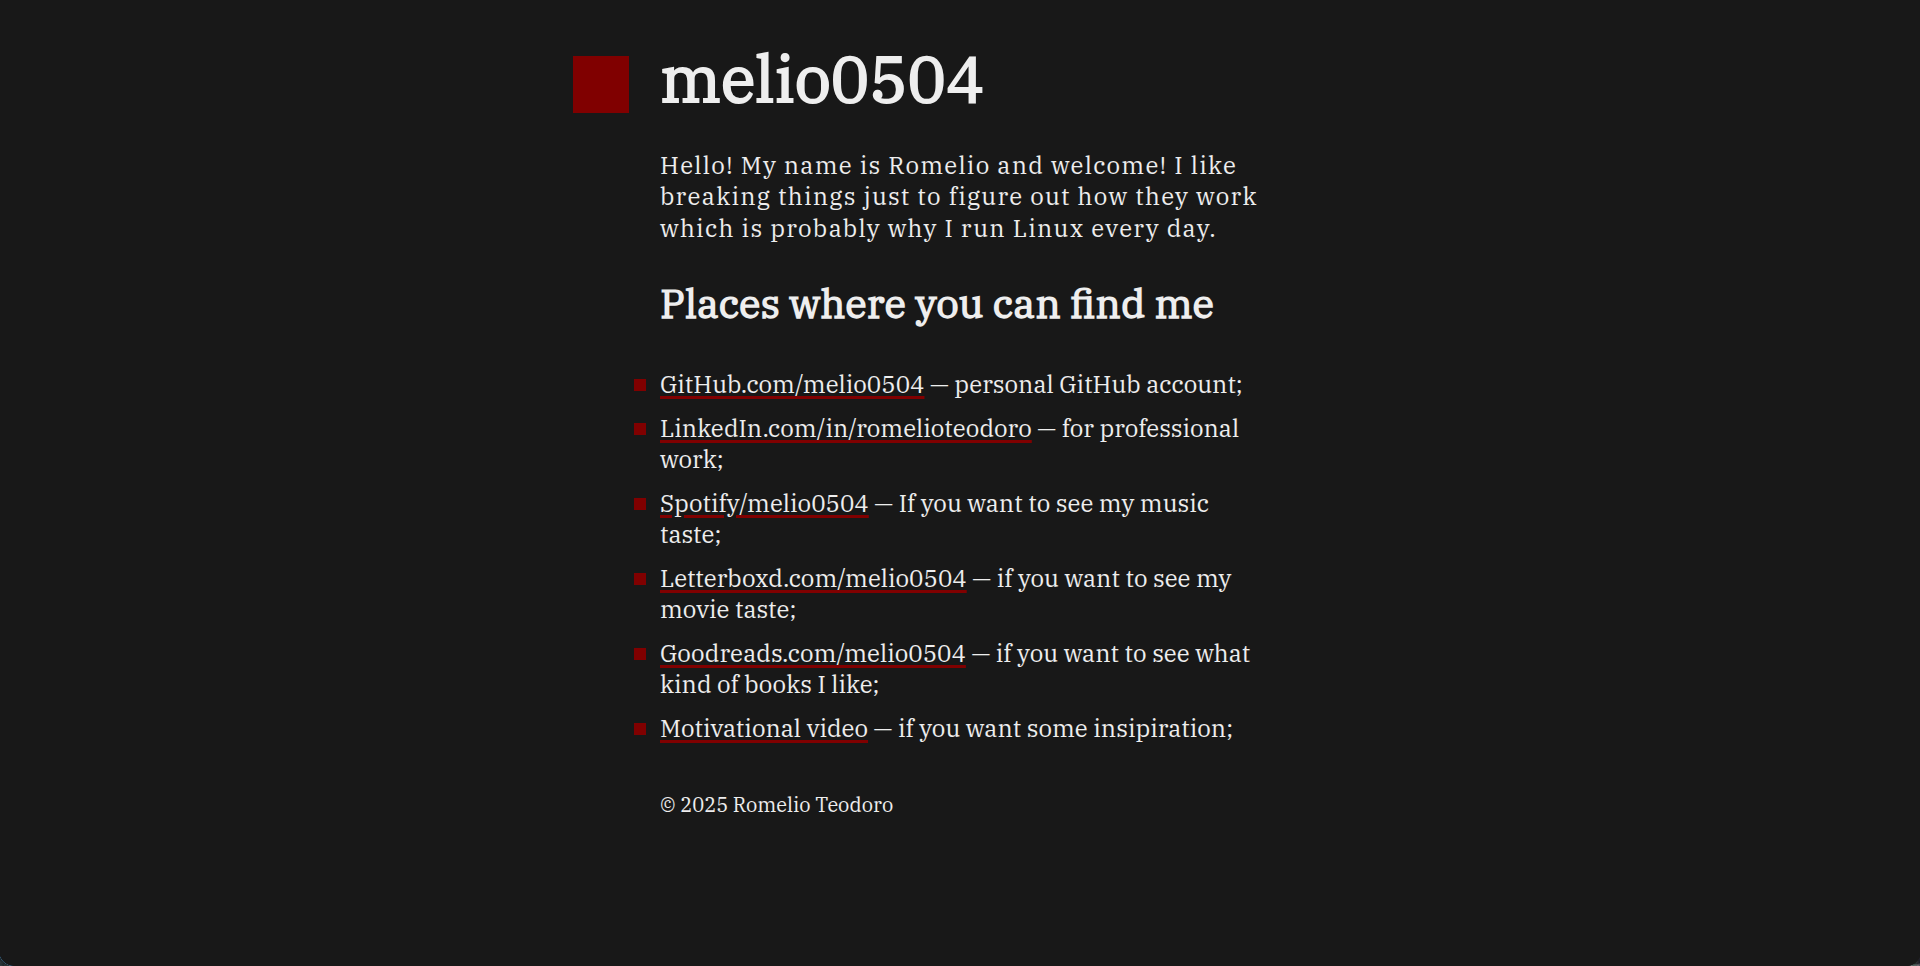 melio0504
Hello! My name is Romelio and welcome! I like
breaking things just to figure out how they work
which is probably why I run Linux every day.
Places where you can find me
GitHub.com/melio0504 — personal GitHub account;
LinkedIn.com/in/romelioteodoro — for professional
work;
Spotify/melio0504 — If you want to see my music
taste;
Letterboxd.com/melio0504 — if you want to see my
movie taste;
Goodreads.com/melio0504 — if you want to see what
kind of books I like;
Motivational video — if you want some insipiration;
© 2025 Romelio Teodoro